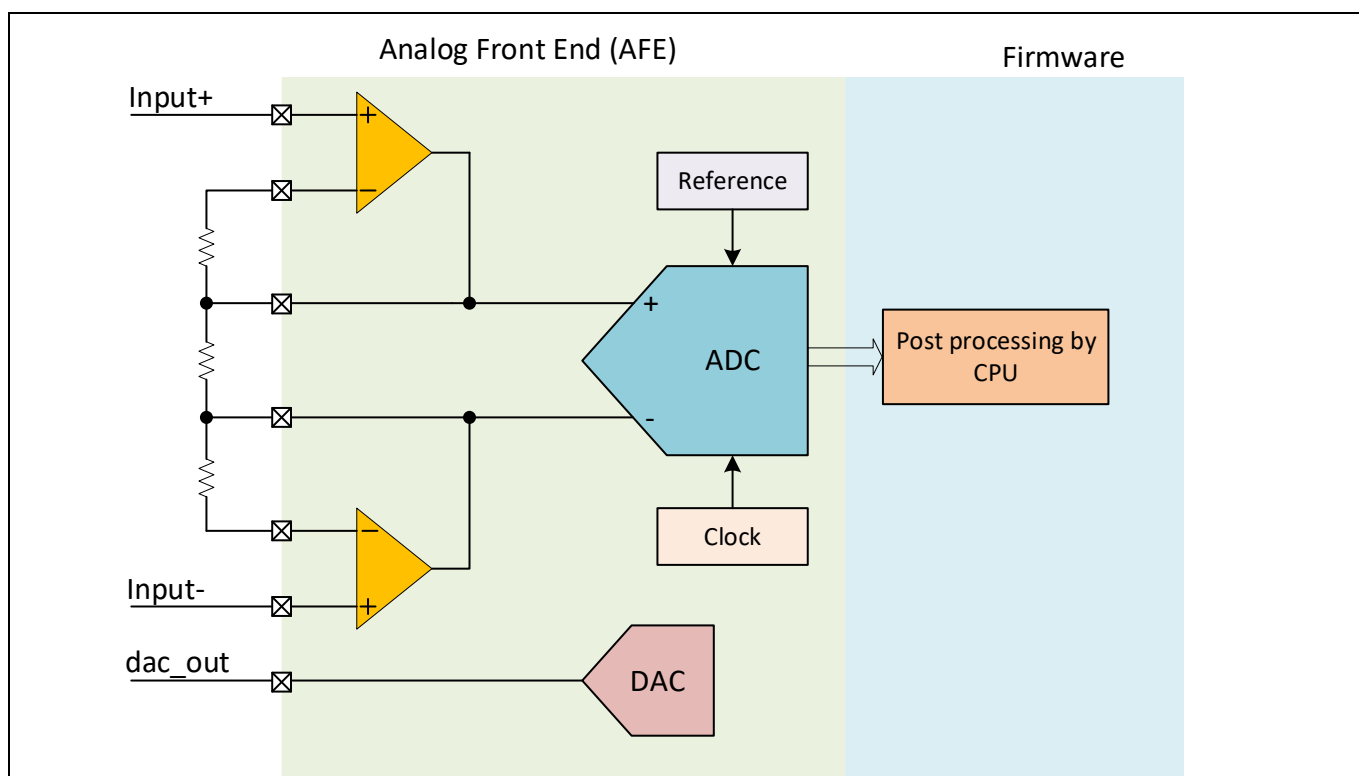 Analog Front End (AFE)
Firmware
Input+
+
−
Reference
+
ADC
-
Post processing by
CPU
−
Clock
Input-
+
dac_out
DAC